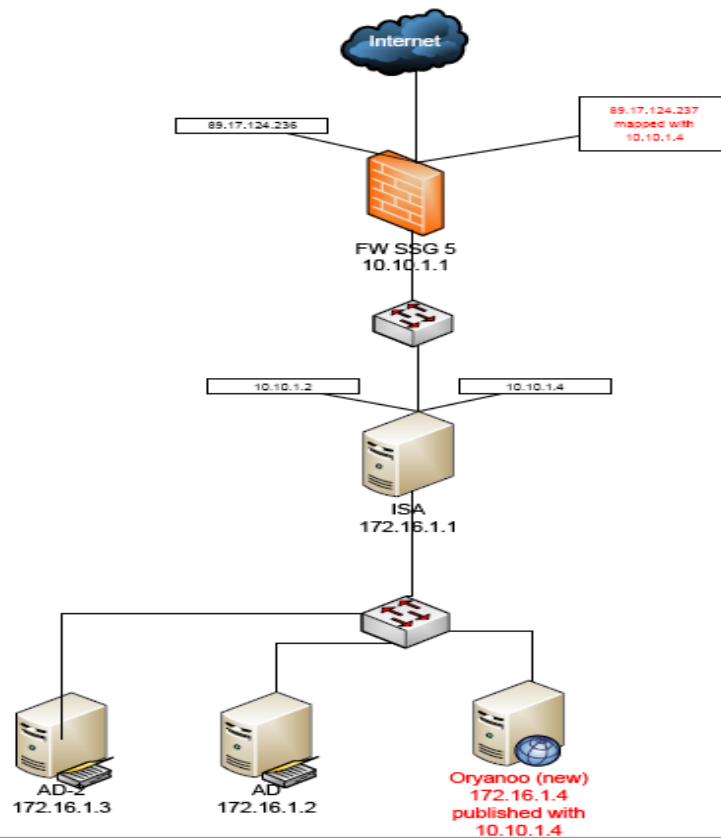 Internet
89.17.124.236
89.17.124.237
mapped with
10.10.1.4
FW SSG 5
10.10.1.1
10.10.1.2
10.10.1.4
ISA
172.16.1.1
AD-2
172.16.1.3
AD
172.16.1.2
Oryanoo (new)
172.16.1.4
published with
10.10.1.4